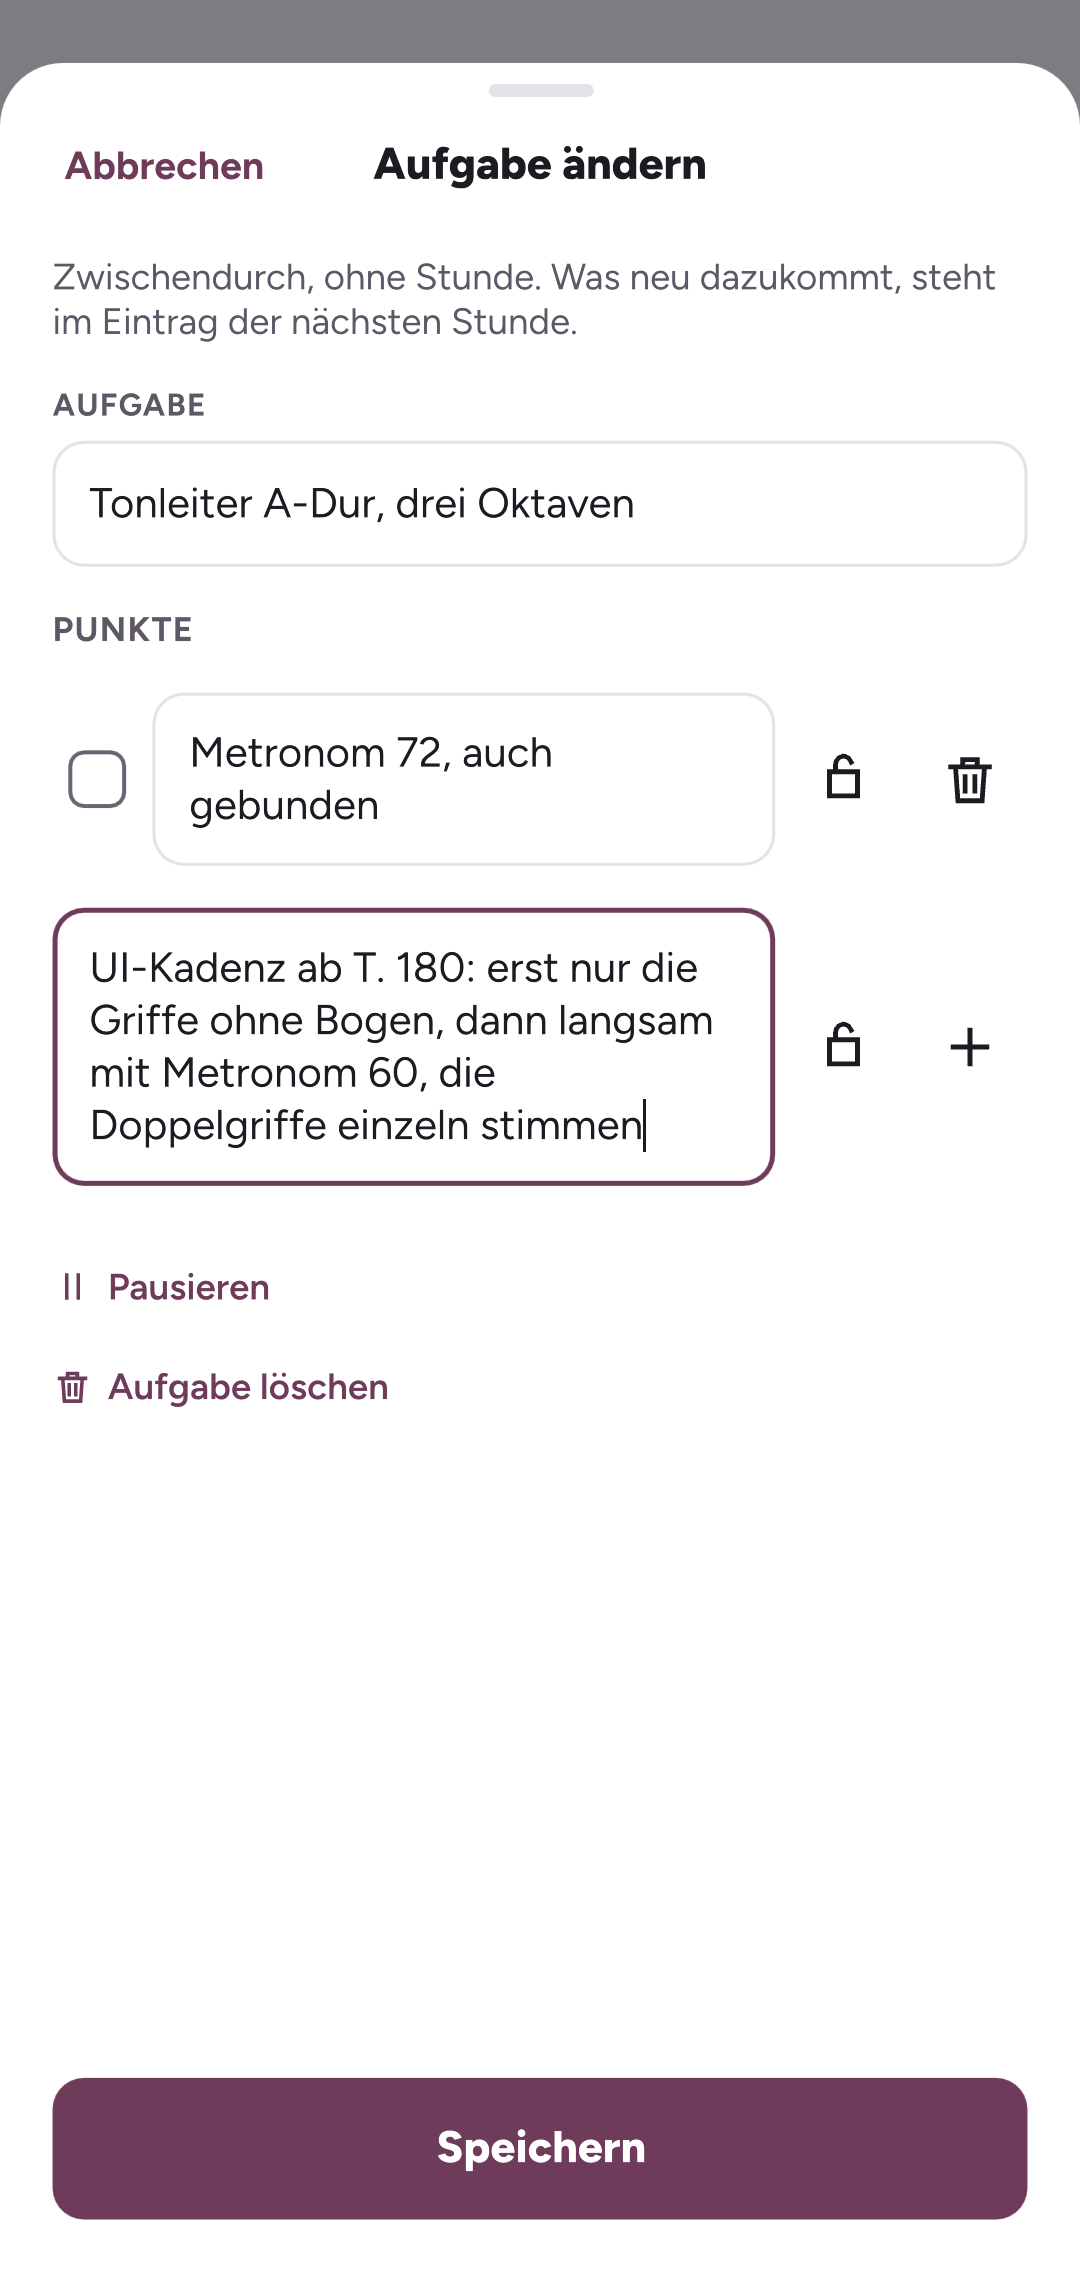 Abbrechen
Aufgabe ändern
Zwischendurch, ohne Stunde. Was neu dazukommt, steht
im Eintrag der nächsten Stunde.
AUFGABE
Tonleiter A-Dur, drei Oktaven
PUNKTE
Metronom 72, auch
gebunden
UI-Kadenz ab T. 180: erst nur die
Griffe ohne Bogen, dann langsam
mit Metronom 60, die
Doppelgriffe einzeln stimmen
Pausieren
Aufgabe löschen
Speichern